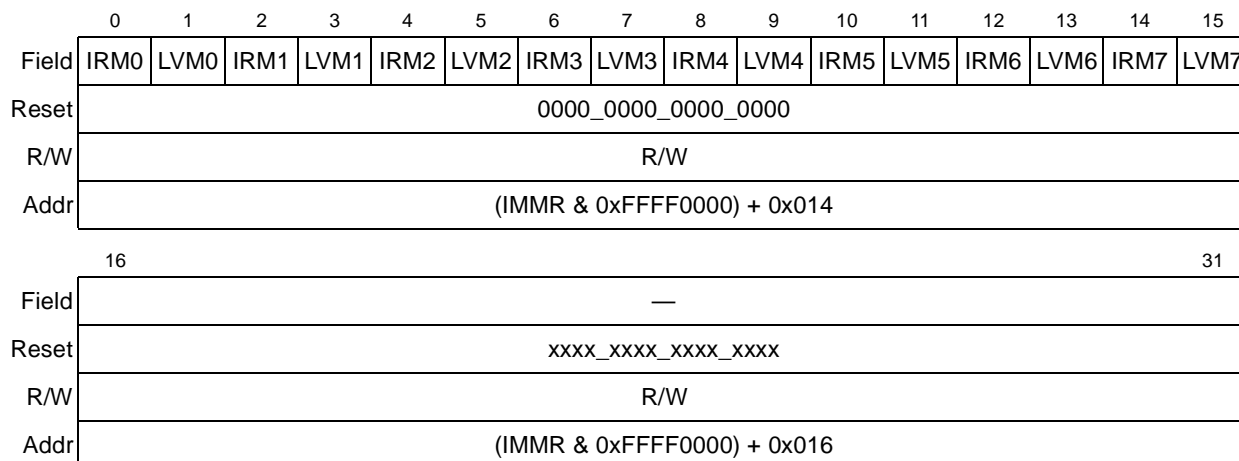 0 1 2 3 4 5 6 7 8 9 10 11 12 13 14 15
Field IRM0 LVM0 IRM1 LVM1 IRM2 LVM2 IRM3 LVM3 IRM4 LVM4 IRM5 LVM5 IRM6 LVM6 IRM7 LVM7
Reset 0000_0000_0000_0000
R/W R/W
Addr (IMMR & 0xFFFF0000) + 0x014
16 31
Field —
Reset xxxx_xxxx_xxxx_xxxx
R/W R/W
Addr (IMMR & 0xFFFF0000) + 0x016